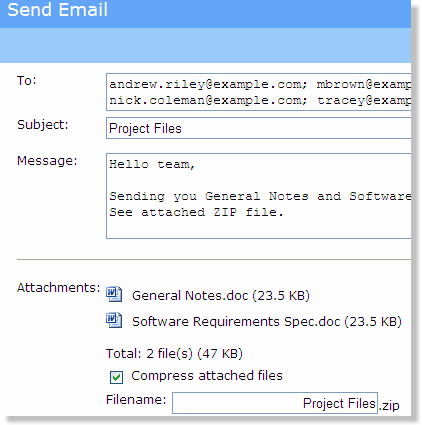 Send Email
To: andrew.riley@example.com; mbrown@examp
nick.coleman@example.com; tracey@exam
Subject: Project Files
Message: Hello team,
Sending you General Notes and Software
See attached ZIP file.
Attachments: General Notes.doc (23.5 KB)
Software Requirements Spec.doc (23.5 KB)
Total: 2 file(s) (47 KB)
Compress attached files
Filename: Project Files.zip